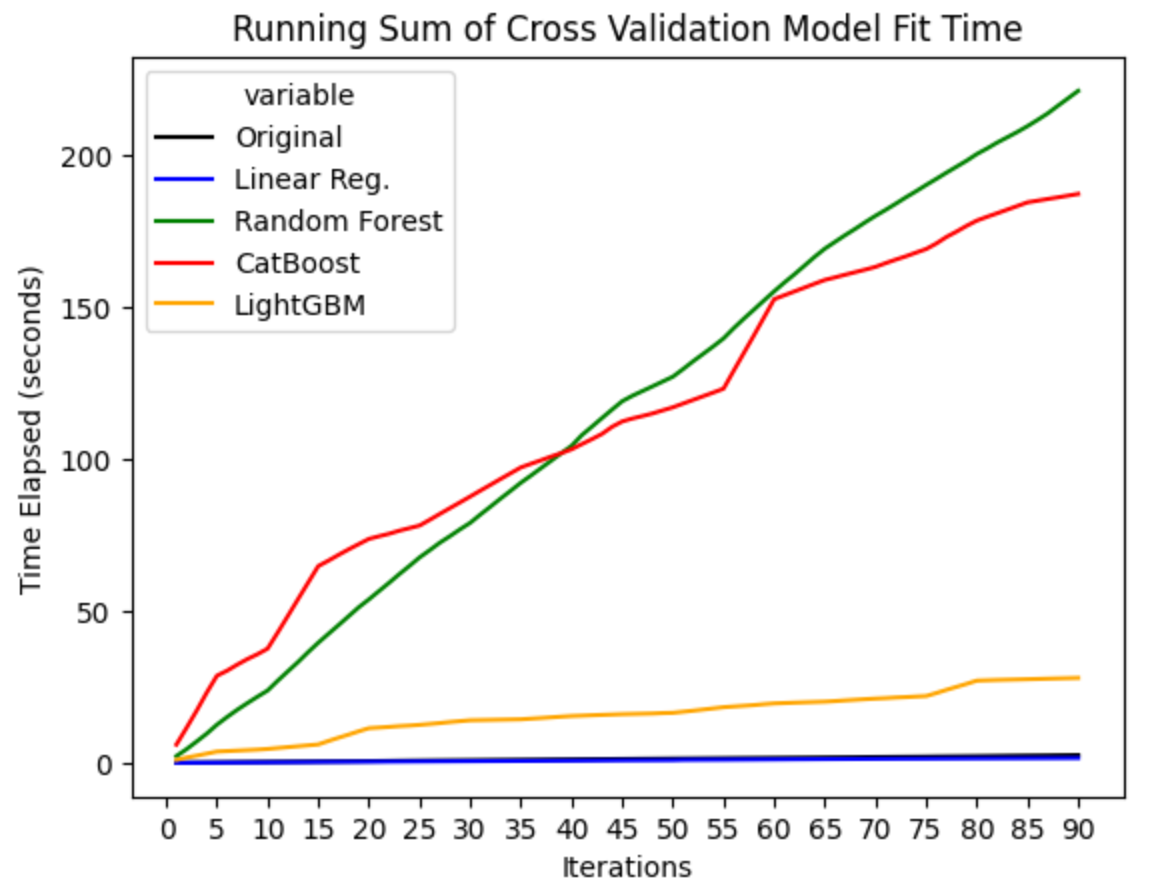 Running Sum of Cross Validation Model Fit Time
variable
Original
Linear Reg.
Random Forest
CatBoost
LightGBM
Time Elapsed (seconds)
200
150
100
50
0
0 5 10 15 20 25 30 35 40 45 50 55 60 65 70 75 80 85 90
Iterations